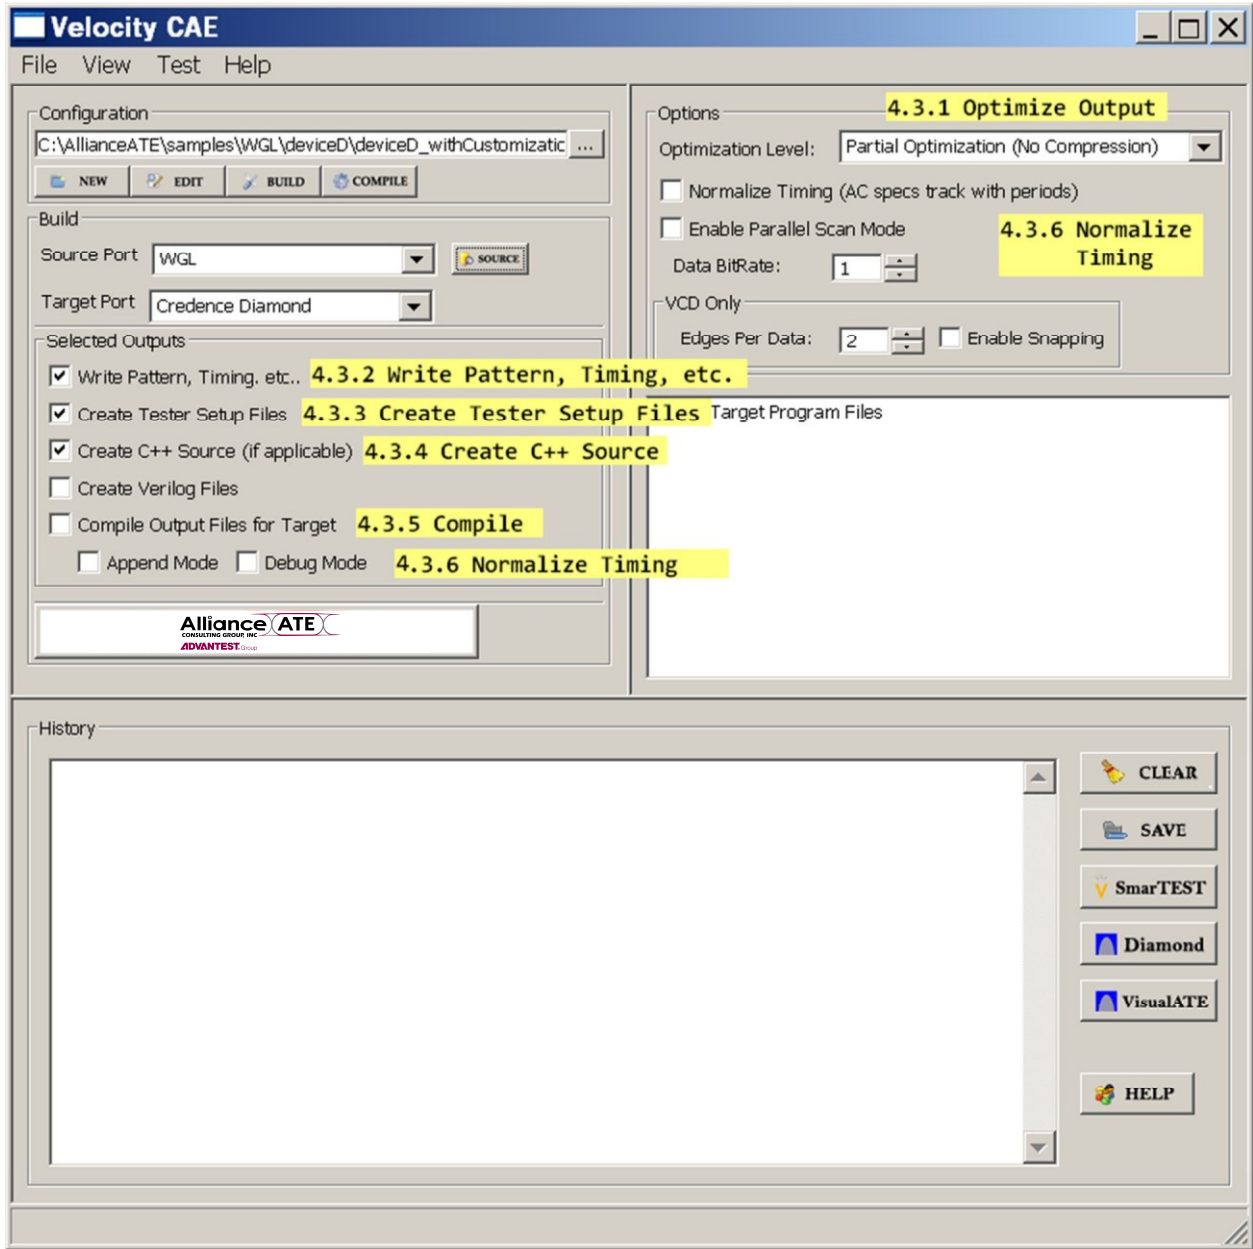 Velocity CAE
File View Test Help
Configuration
C:\AllianceATE\samples\WGL\deviceD\deviceD_withCustomizatic ...
NEW EDIT BUILD COMPILE
Build
Source Port WGL SOURCE
Target Port Credence Diamond
Selected Outputs
Write Pattern, Timing. etc.. 4.3.2 Write Pattern, Timing, etc.
Create Tester Setup Files 4.3.3 Create Tester Setup Files
Create C++ Source (if applicable) 4.3.4 Create C++ Source
Create Verilog Files
Compile Output Files for Target 4.3.5 Compile
Append Mode Debug Mode 4.3.6 Normalize Timing
Alliance ATE
CONSULTING GROUP, INC
ADVANTEST Group
Options 4.3.1 Optimize Output
Optimization Level: Partial Optimization (No Compression)
Normalize Timing (AC specs track with periods)
Enable Parallel Scan Mode 4.3.6 Normalize
Timing
Data BitRate: 1
VCD Only
Edges Per Data: 2 Enable Snapping
Target Program Files
History
CLEAR
SAVE
SmarTEST
Diamond
VisualATE
HELP